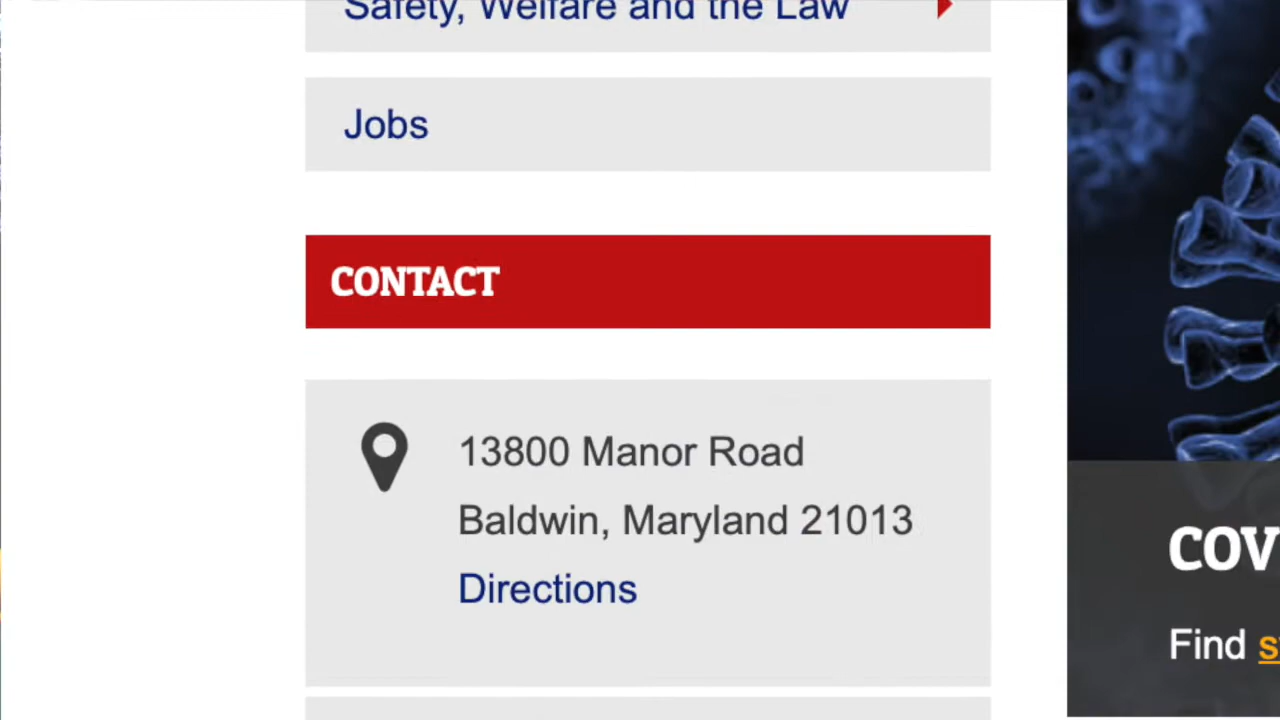 Safety, Welfare and the Law
Jobs
CONTACT
13800 Manor Road
Baldwin, Maryland 21013
Directions
COV
Find